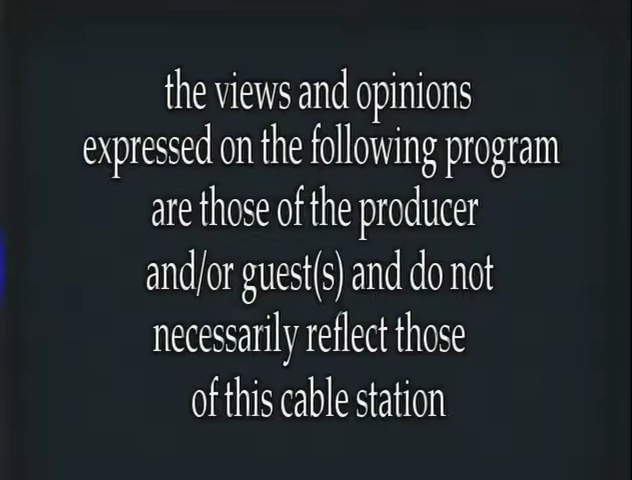 the views and opinions
expressed on the following program
are those of the producer
and/or guest(s) and do not
necessarily reflect those
of this cable station